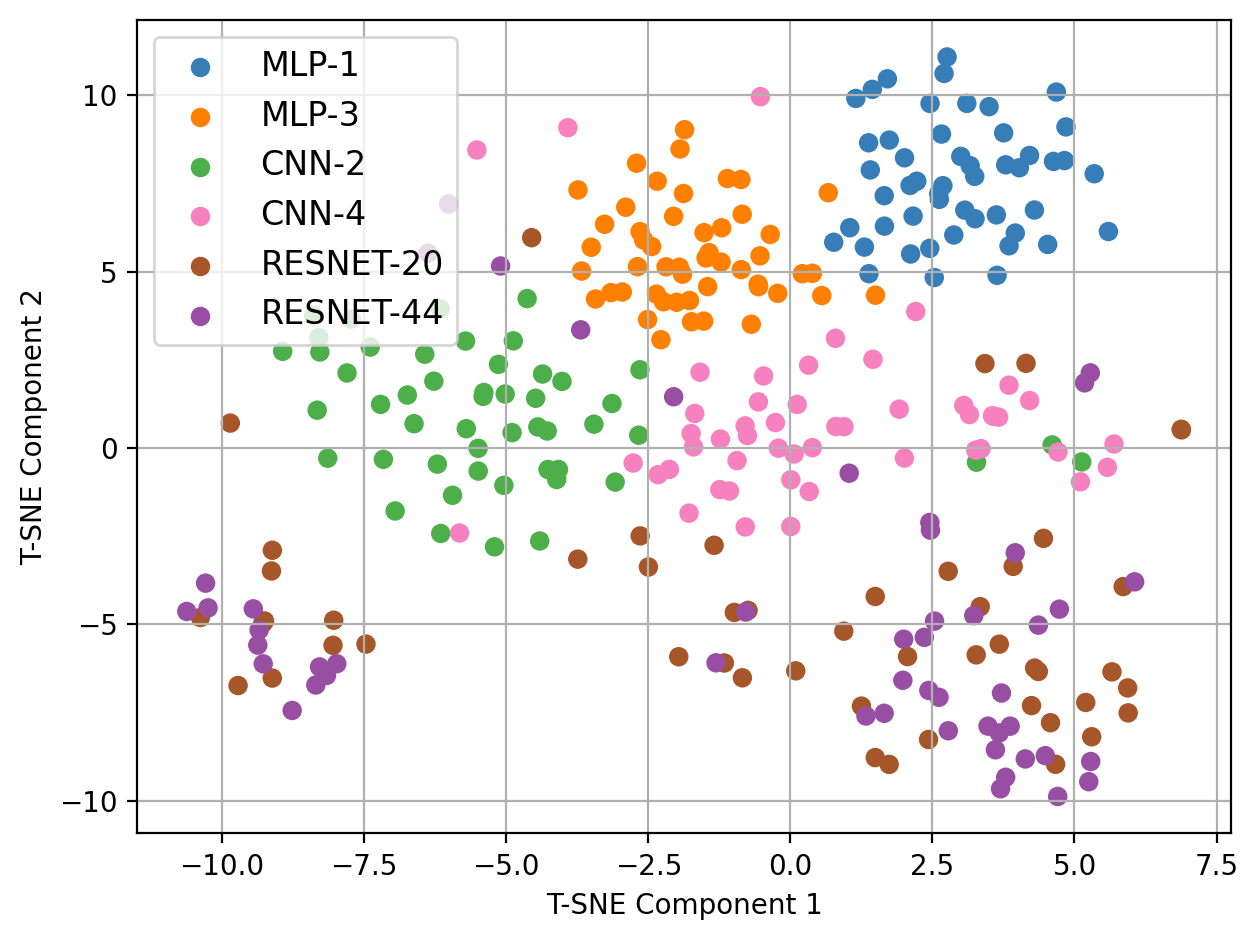 MLP-1
MLP-3
CNN-2
CNN-4
RESNET-20
RESNET-44
10
5
0
−5
−10
T-SNE Component 2
−10.0 −7.5 −5.0 −2.5 0.0 2.5 5.0 7.5
T-SNE Component 1